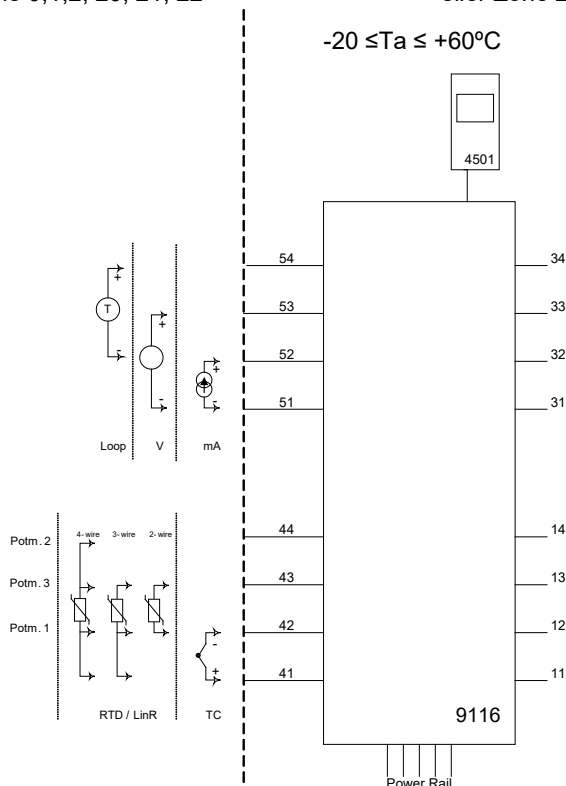 -20 ≤Ta ≤ +60ºC
4501
54 34
+
T 53 33
+
- 52 32
+
- - 51 31
Loop V mA
44 14
Potm. 2 4-wire 3-wire 2-wire
Potm. 3 43 13
Potm. 1 42 12
-
+
41 11
RTD / LinR TC 9116
Power Rail